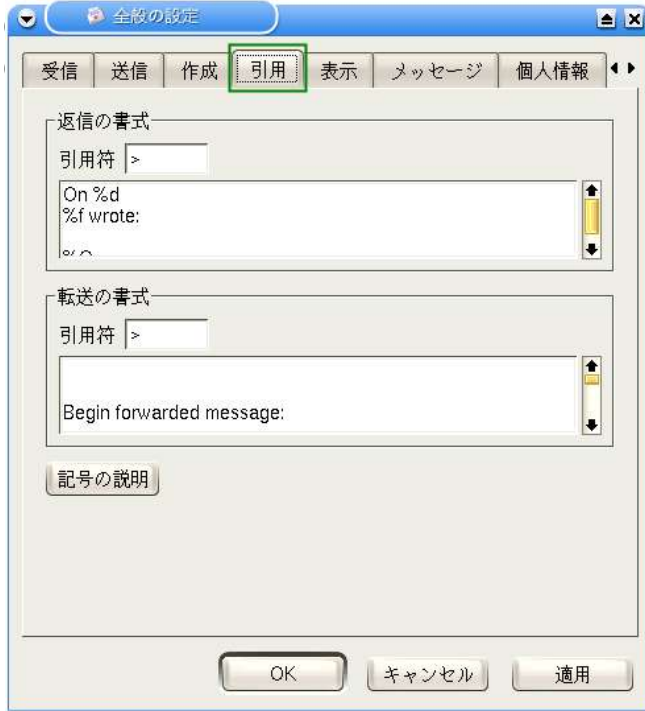 全般の設定
受信 送信 作成 引用 表示 メッセージ 個人情報
返信の書式
引用符 >
On %d
%f wrote:
転送の書式
引用符 >
Begin forwarded message:
記号の説明
OK キャンセル 適用